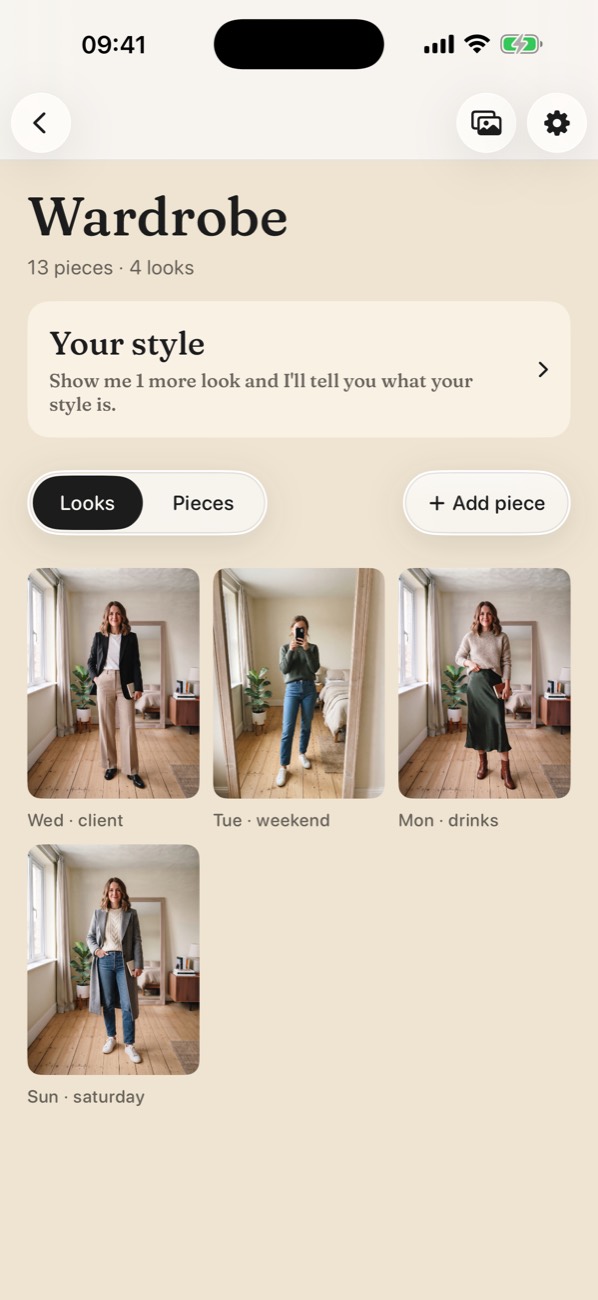 09:41
Wardrobe
13 pieces · 4 looks
Your style
Show me 1 more look and I'll tell you what your
style is.
Looks
Pieces
+ Add piece
Wed · client
Tue · weekend
Mon · drinks
Sun · saturday